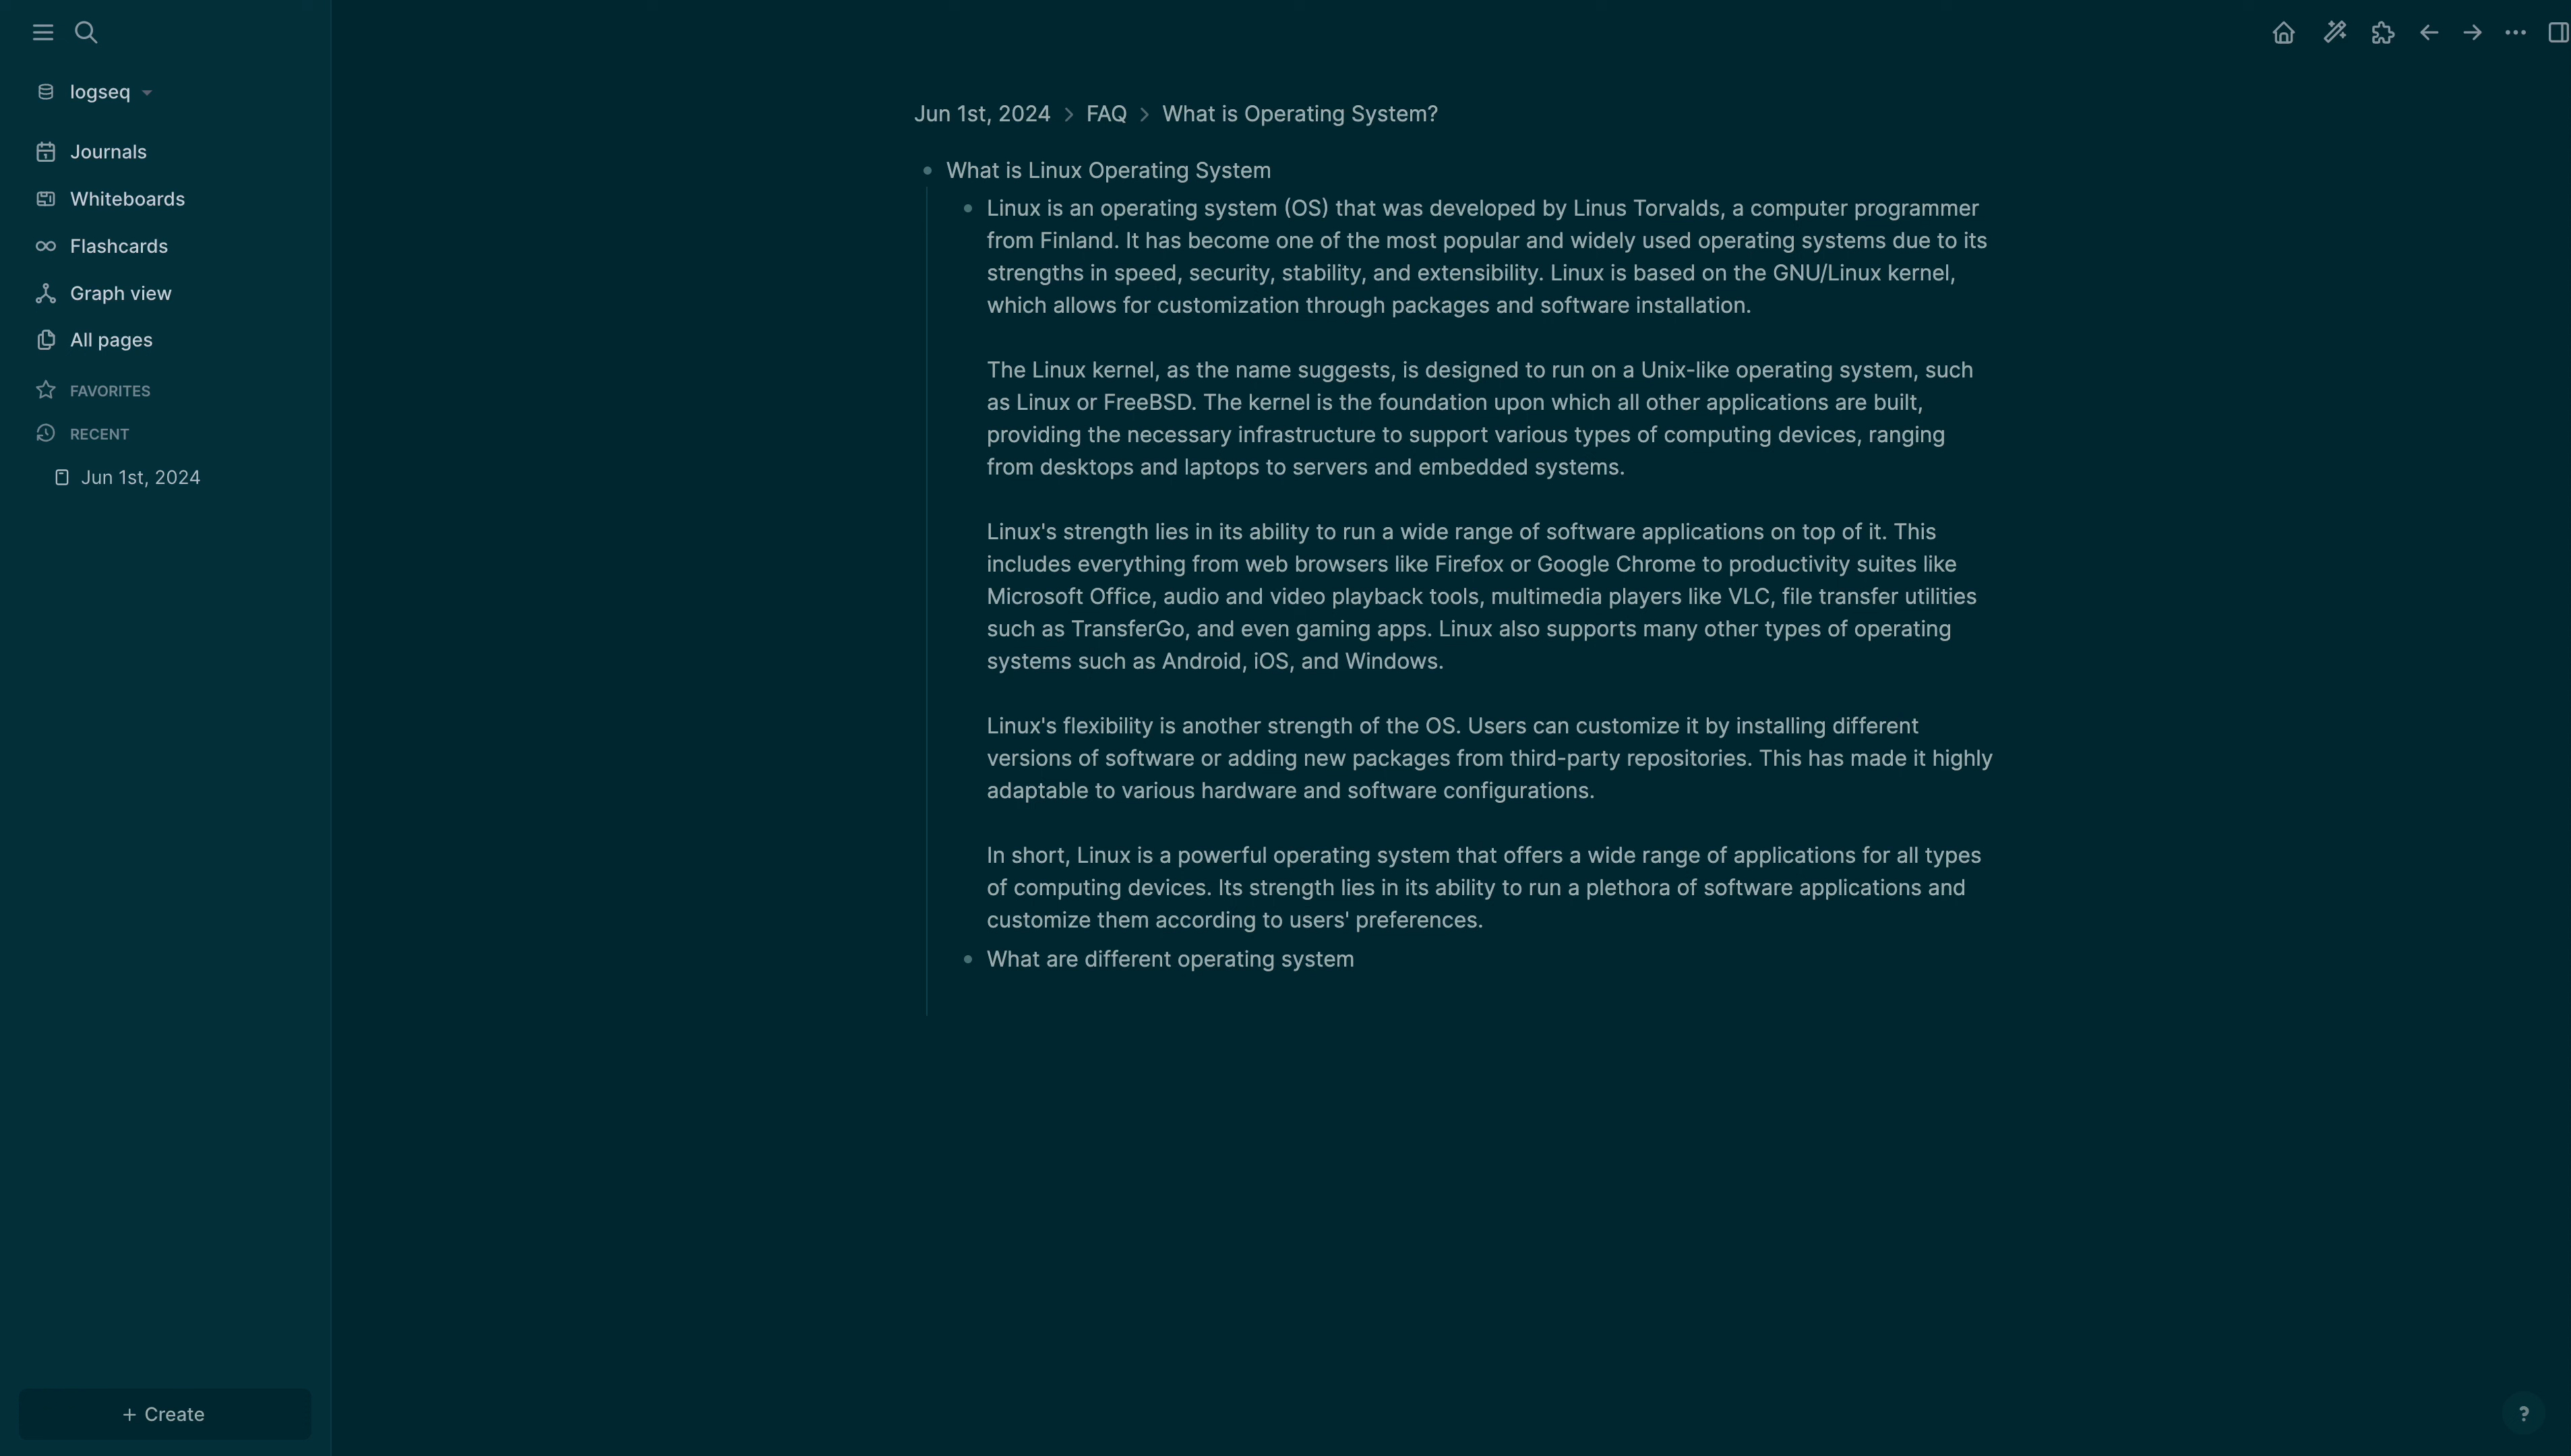 logseq
Journals
Whiteboards
Flashcards
Graph view
All pages
FAVORITES
RECENT
Jun 1st, 2024
+ Create
Jun 1st, 2024 > FAQ > What is Operating System?
What is Linux Operating System
Linux is an operating system (OS) that was developed by Linus Torvalds, a computer programmer
from Finland. It has become one of the most popular and widely used operating systems due to its
strengths in speed, security, stability, and extensibility. Linux is based on the GNU/Linux kernel,
which allows for customization through packages and software installation.
The Linux kernel, as the name suggests, is designed to run on a Unix-like operating system, such
as Linux or FreeBSD. The kernel is the foundation upon which all other applications are built,
providing the necessary infrastructure to support various types of computing devices, ranging
from desktops and laptops to servers and embedded systems.
Linux's strength lies in its ability to run a wide range of software applications on top of it. This
includes everything from web browsers like Firefox or Google Chrome to productivity suites like
Microsoft Office, audio and video playback tools, multimedia players like VLC, file transfer utilities
such as TransferGo, and even gaming apps. Linux also supports many other types of operating
systems such as Android, iOS, and Windows.
Linux's flexibility is another strength of the OS. Users can customize it by installing different
versions of software or adding new packages from third-party repositories. This has made it highly
adaptable to various hardware and software configurations.
In short, Linux is a powerful operating system that offers a wide range of applications for all types
of computing devices. Its strength lies in its ability to run a plethora of software applications and
customize them according to users' preferences.
What are different operating system
?